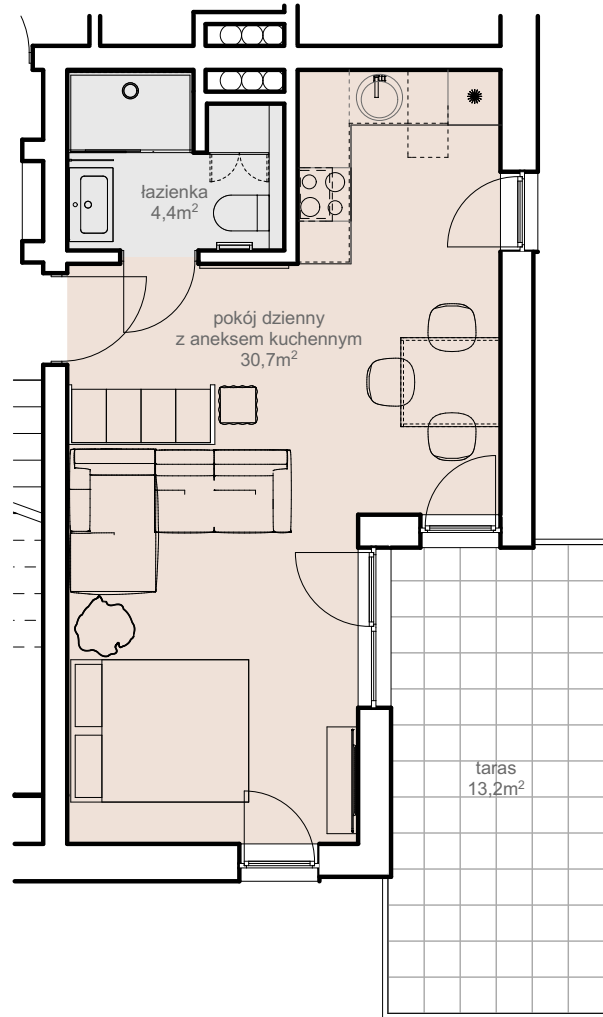 łazienka
4,4m²
pokój dzienny
z aneksem kuchennym
30,7m²
taras
13,2m²